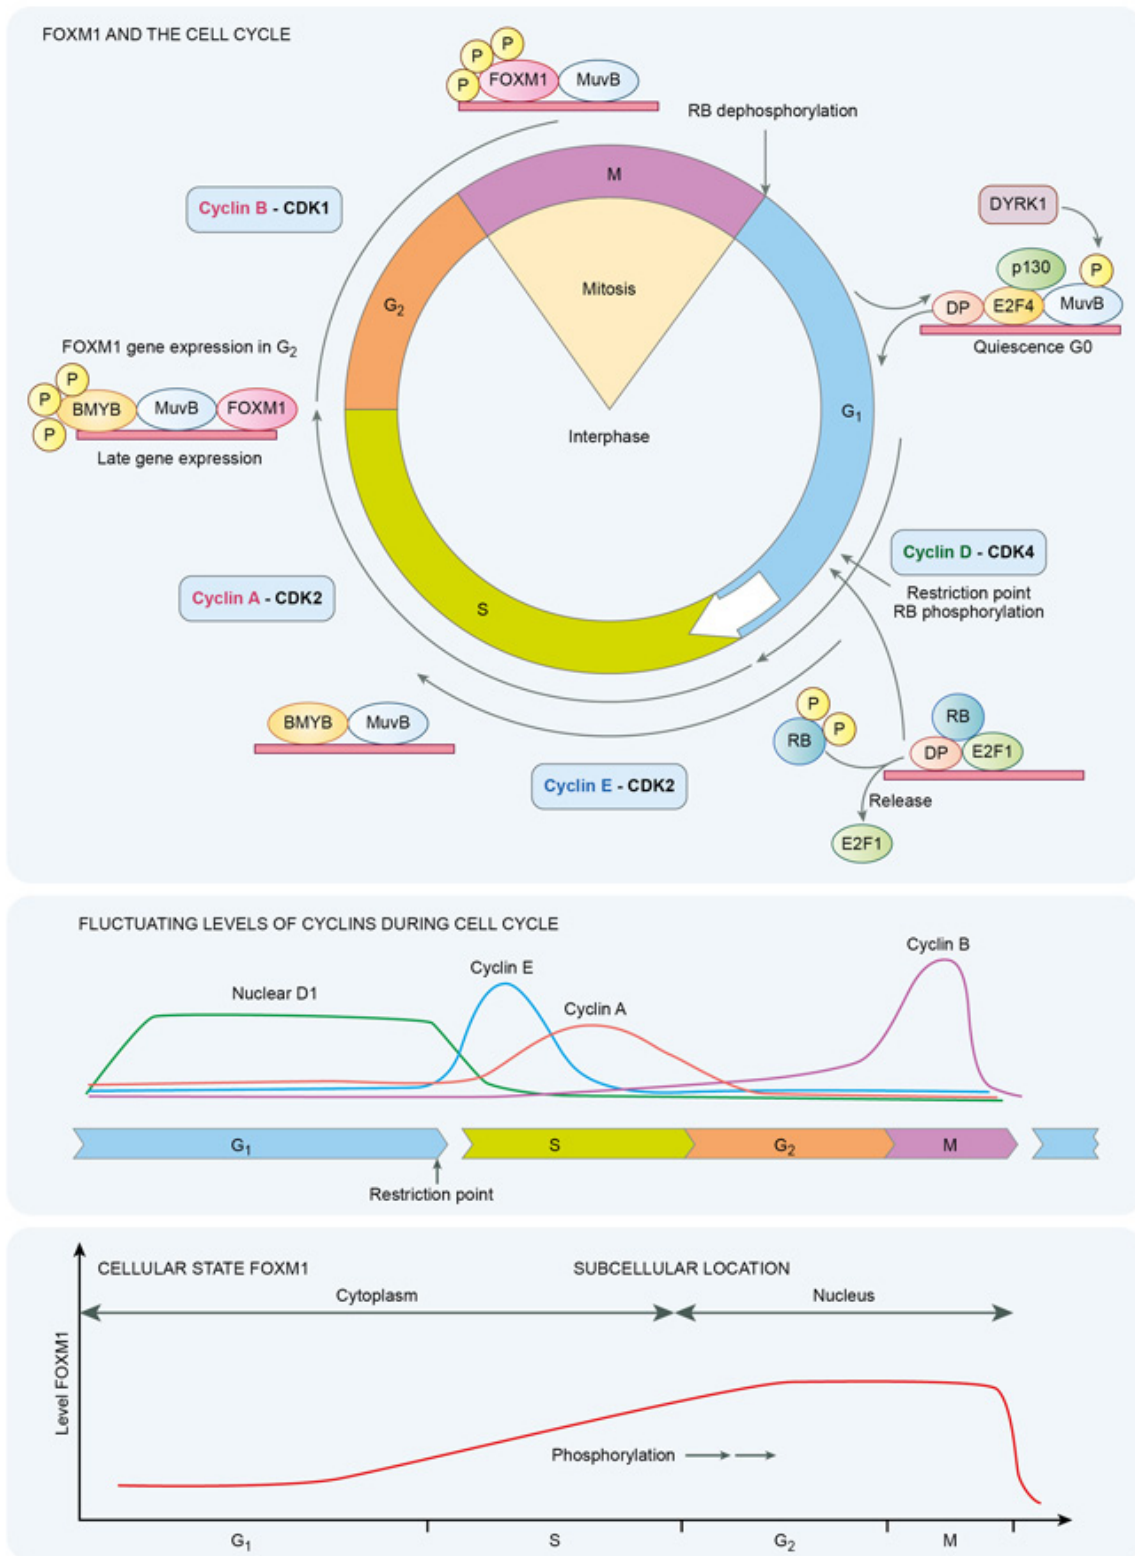 FOXM1 AND THE CELL CYCLE
P
P
P
FOXM1
MuvB
RB dephosphorylation
M
Cyclin B - CDK1
DYRK1
p130
P
DP
E2F4
MuvB
Quiescence G0
Mitosis
G2
FOXM1 gene expression in G2
P
P
P
BMYB
MuvB
FOXM1
Late gene expression
G1
Interphase
Cyclin D - CDK4
Restriction point
RB phosphorylation
Cyclin A - CDK2
S
BMYB
MuvB
P
P
RB
RB
DP
E2F1
Cyclin E - CDK2
Release
E2F1
FLUCTUATING LEVELS OF CYCLINS DURING CELL CYCLE
Cyclin B
Cyclin E
Nuclear D1
Cyclin A
G1
S
G2
M
Restriction point
CELLULAR STATE FOXM1
SUBCELLULAR LOCATION
Cytoplasm
Nucleus
Level FOXM1
Phosphorylation
G1
S
G2
M